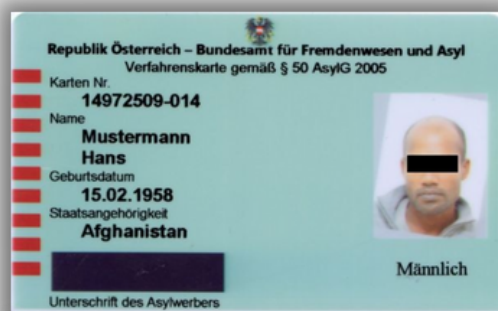 Republik Österreich – Bundesamt für Fremdenwesen und Asyl
Verfahrenskarte gemäß § 50 AsylG 2005
Karten Nr.
14972509-014
Name
Mustermann
Hans
Geburtsdatum
15.02.1958
Staatsangehörigkeit
Afghanistan
Männlich
Unterschrift des Asylwerbers